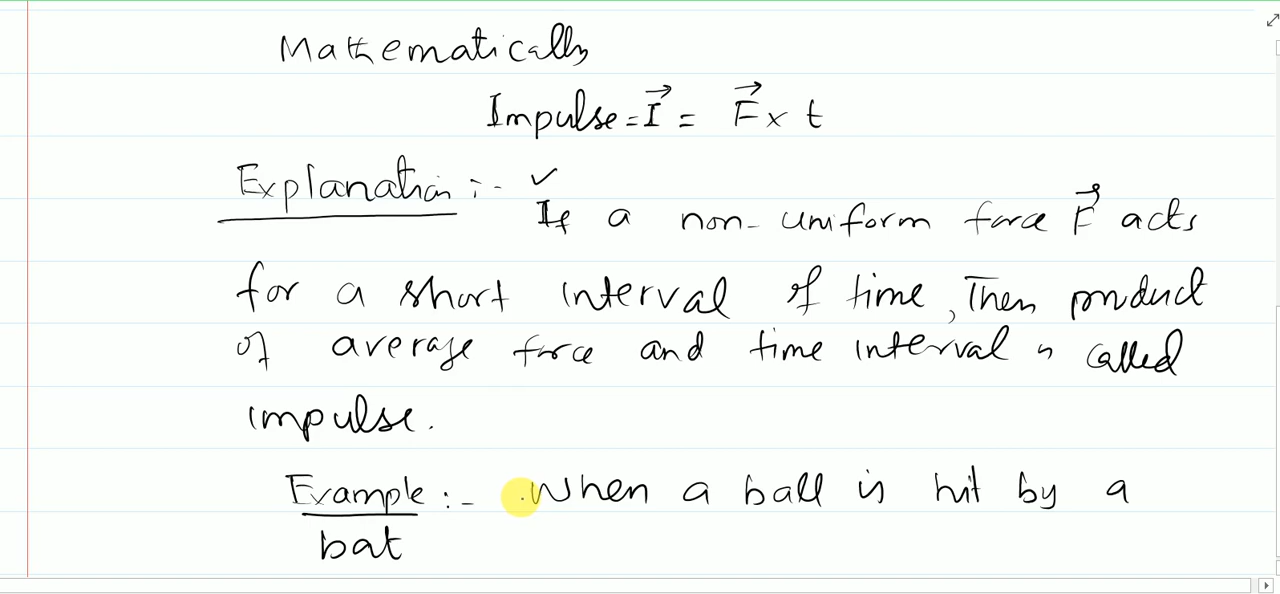 Mathematically
Impulse = I⃗ = F⃗ x t
Explanation :- ✓
If a non-uniform force F⃗ acts
for a short interval of time, Then product
of average force and time interval is called
impulse.
Example :- . When a ball is hit by a
bat